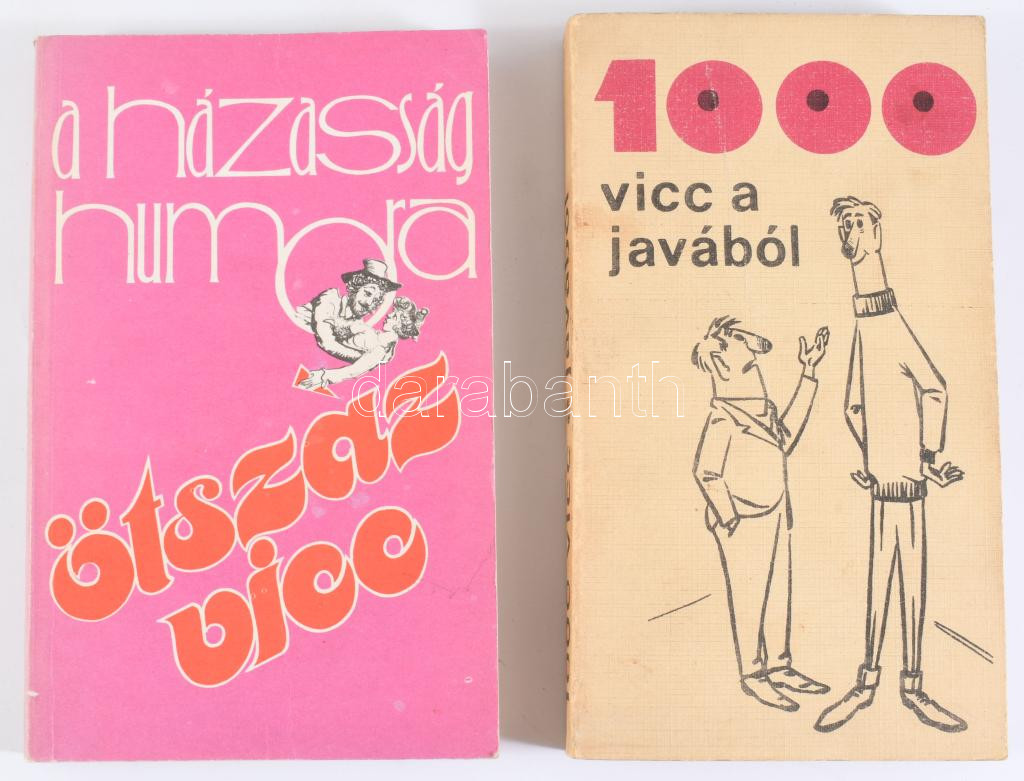 a házasság
humora
ötszáz
vicc
1000
vicc a
javából
darabanth